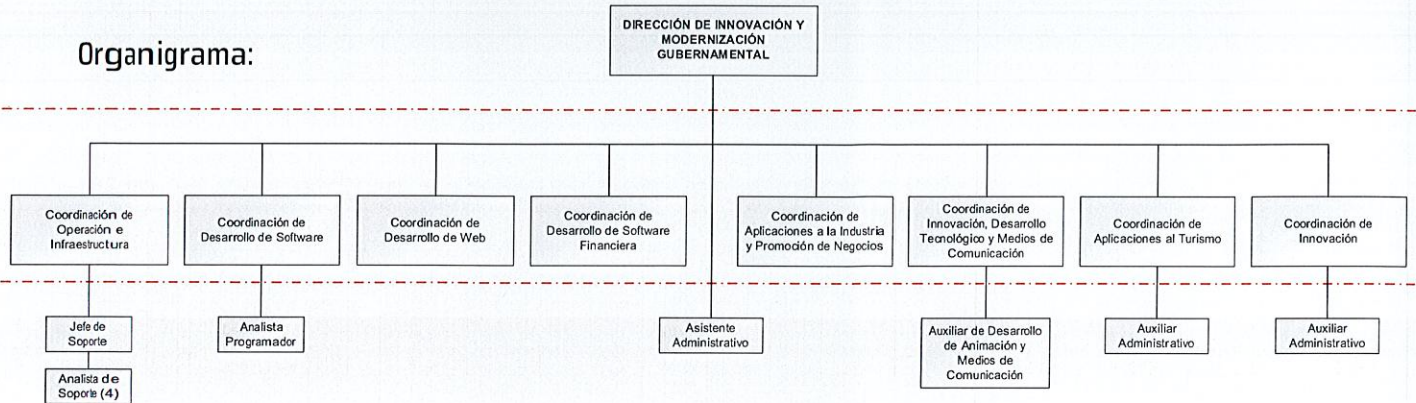 Organigrama:
DIRECCIÓN DE INNOVACIÓN Y
MODERNIZACIÓN
GUBERNAMENTAL
Coordinación de
Operación e
Infraestructura
Coordinación de
Desarrollo de Software
Coordinación de
Desarrollo de Web
Coordinación de
Desarrollo de Software
Financiera
Coordinación de
Aplicaciones a la Industria
y Promoción de Negocios
Coordinación de
Innovación, Desarrollo
Tecnológico y Medios de
Comunicación
Coordinación de
Aplicaciones al Turismo
Coordinación de
Innovación
Jefe de
Soporte
Analista
Programador
Asistente
Administrativo
Auxiliar de Desarrollo
de Animación y
Medios de
Comunicación
Auxiliar
Administrativo
Auxiliar
Administrativo
Analista de
Soporte (4)